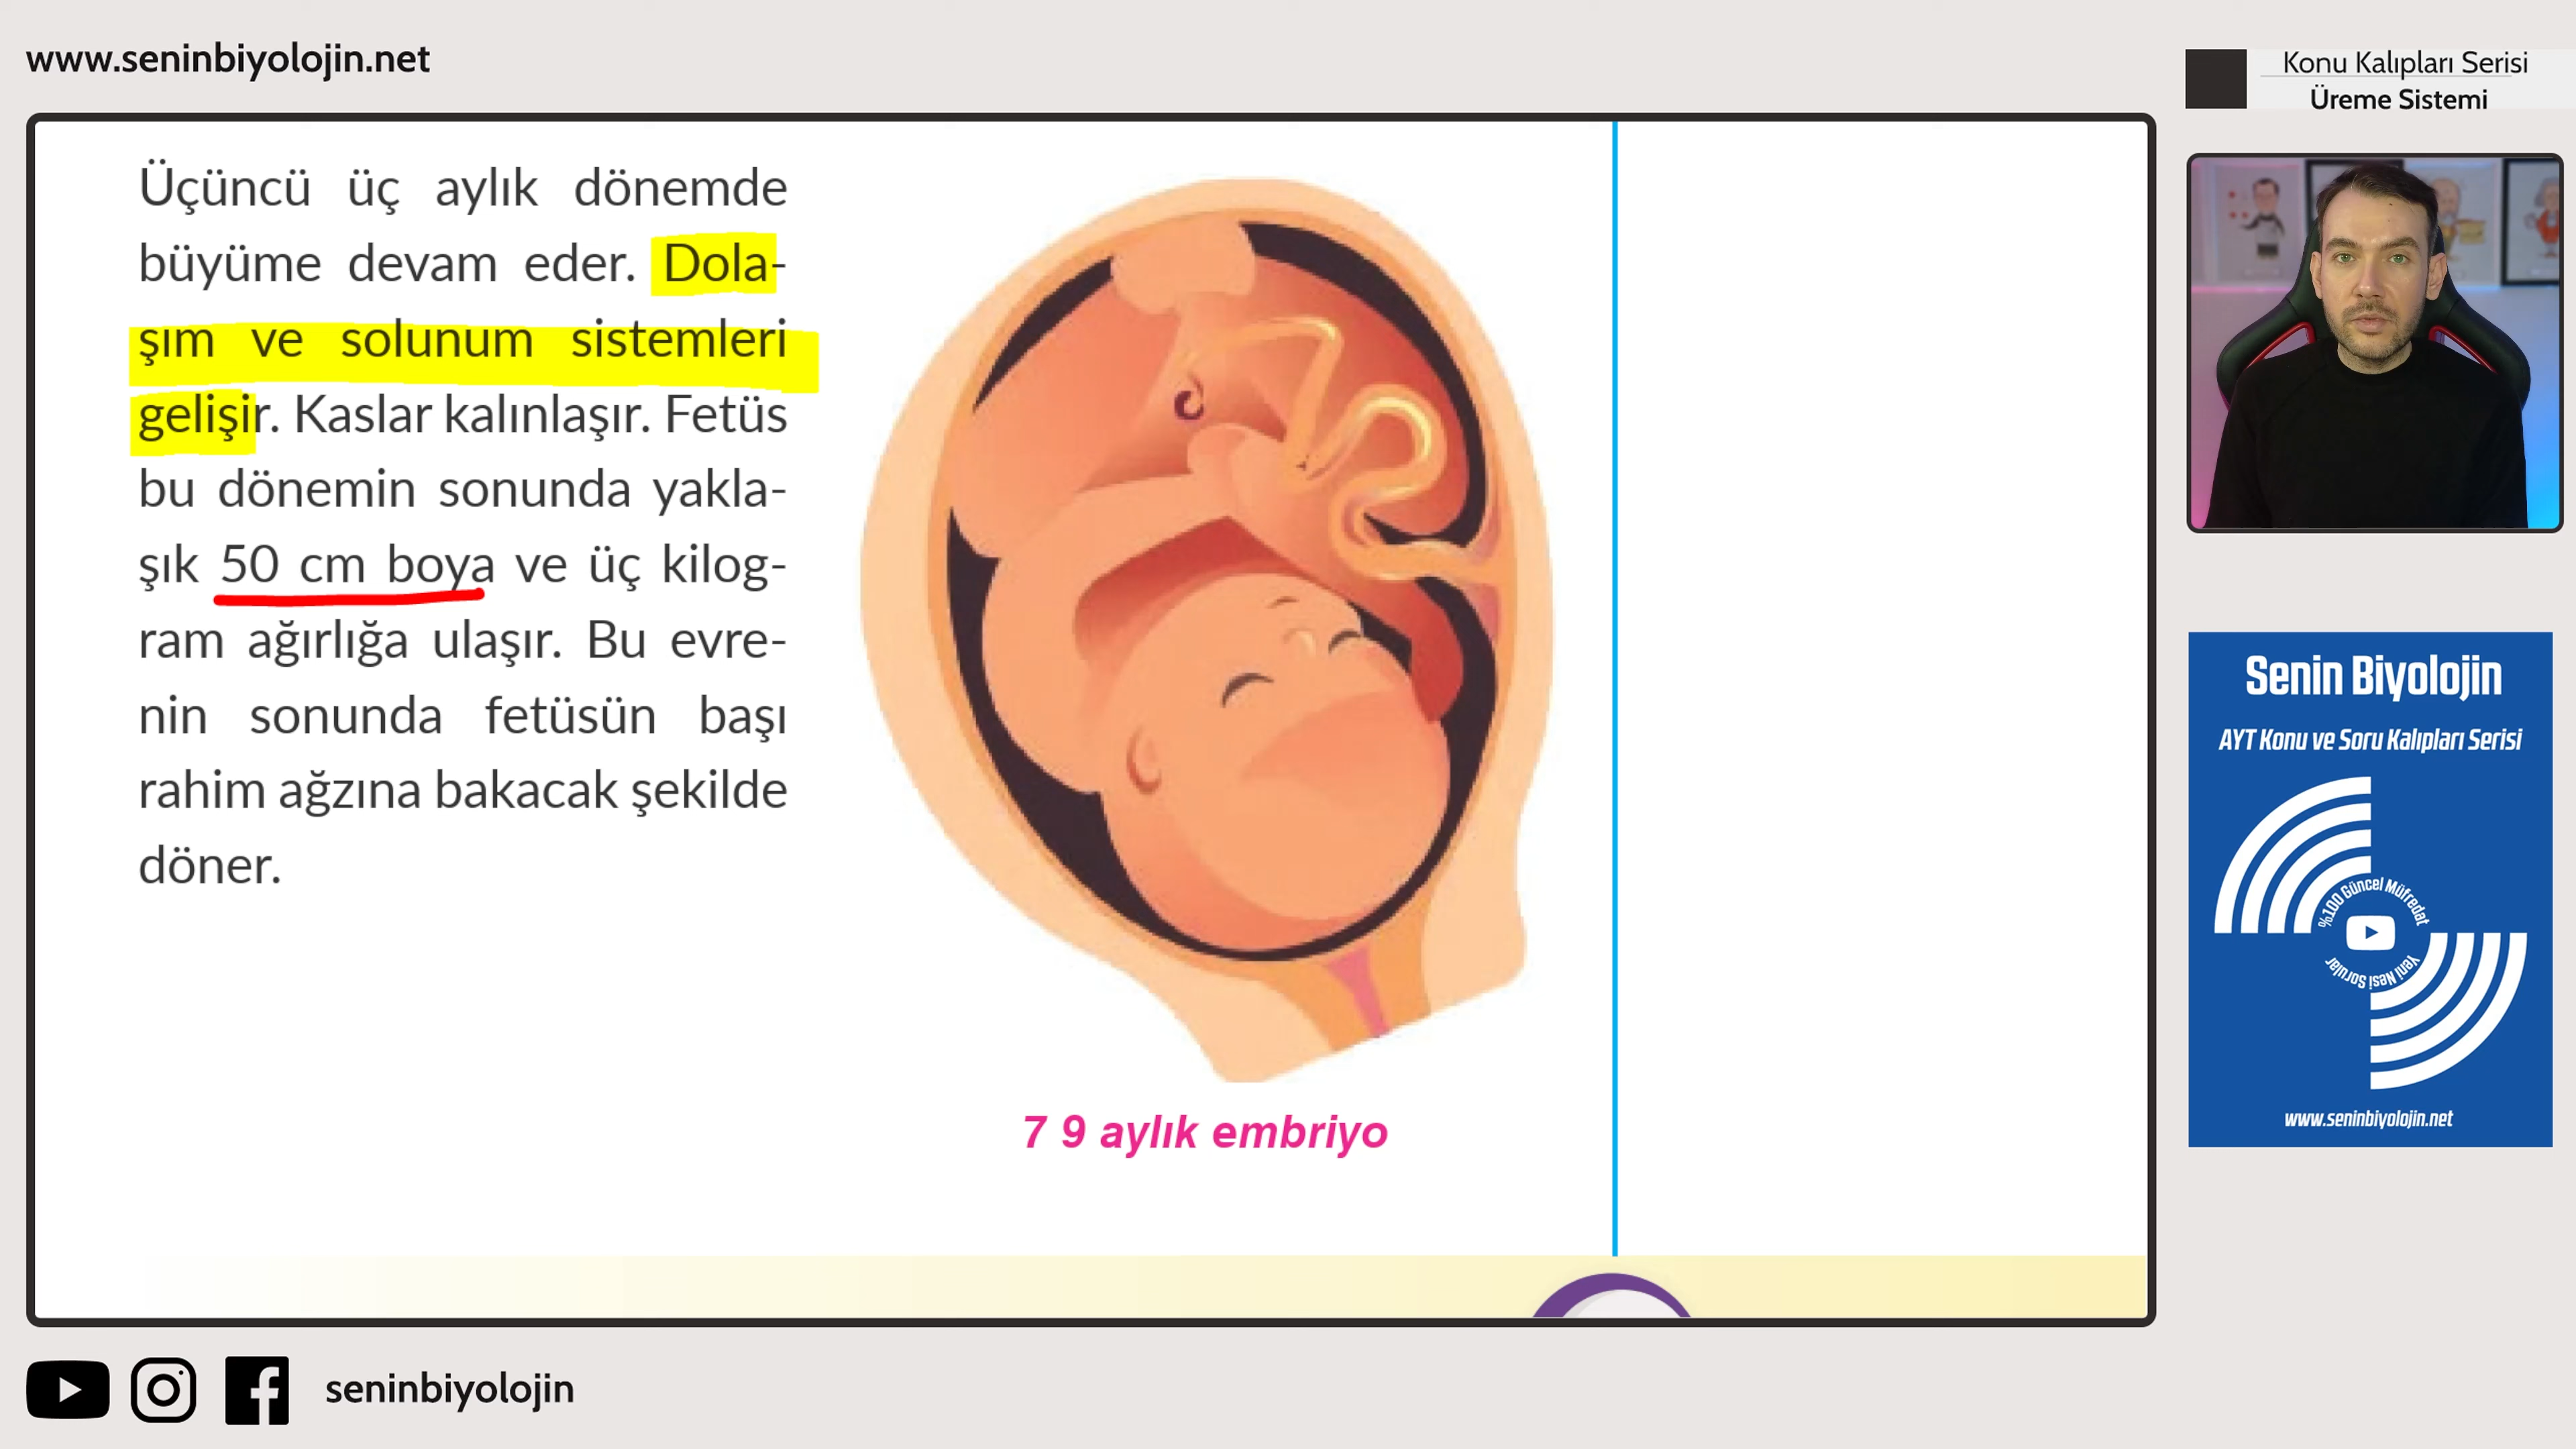 www.seninbiyolojin.net
Konu Kalıpları Serisi
Üreme Sistemi
Üçüncü üç aylık dönemde
büyüme devam eder. Dola-
şım ve solunum sistemleri
gelişir. Kaslar kalınlaşır. Fetüs
bu dönemin sonunda yakla-
şık 50 cm boya ve üç kilog-
ram ağırlığa ulaşır. Bu evre-
nin sonunda fetüsün başı
rahim ağzına bakacak şekilde
döner.
7 9 aylık embriyo
Senin Biyolojin
AYT Konu ve Soru Kalıpları Serisi
%100 Güncel Müfredat
Yeni Nesi Sorular
www.seninbiyolojin.net
seninbiyolojin